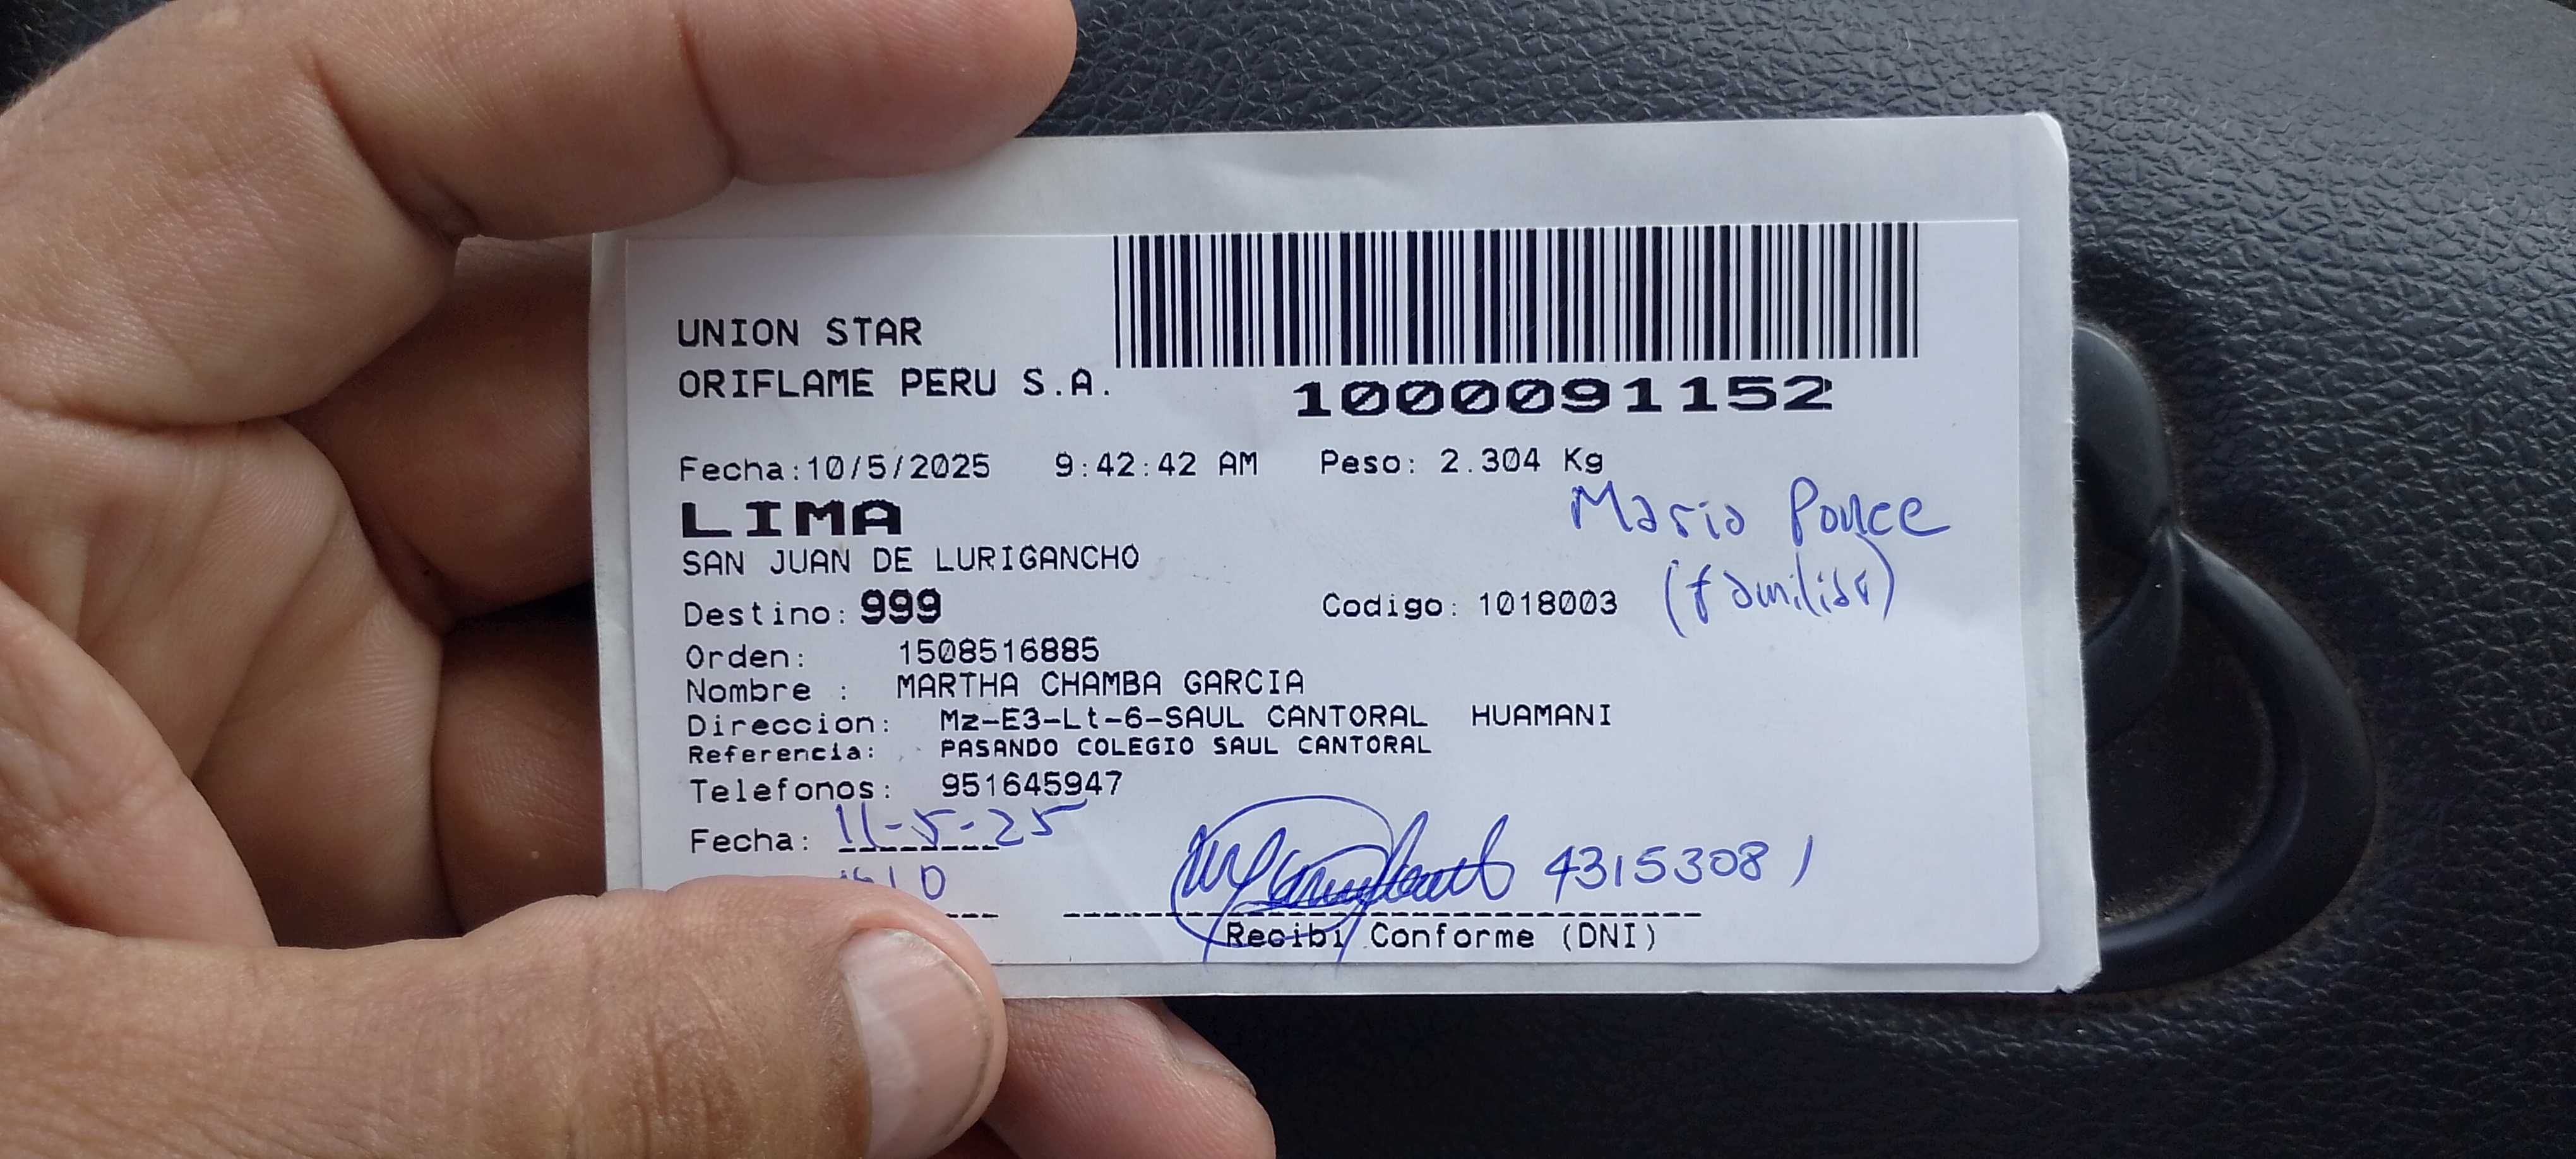 UNION STAR
ORIFLAME PERU S.A.
1000091152
Fecha:10/5/2025 9:42:42 AM Peso: 2.304 Kg
LIMA
Mario Ponce
SAN JUAN DE LURIGANCHO
(familiar)
Destino: 999 Codigo: 1018003
Orden: 1508516885
Nombre : MARTHA CHAMBA GARCIA
Direccion: Mz-E3-Lt-6-SAUL CANTORAL HUAMANI
Referencia: PASANDO COLEGIO SAUL CANTORAL
Telefonos: 951645947
Fecha: 11-5-25
43153081
Recibi Conforme (DNI)